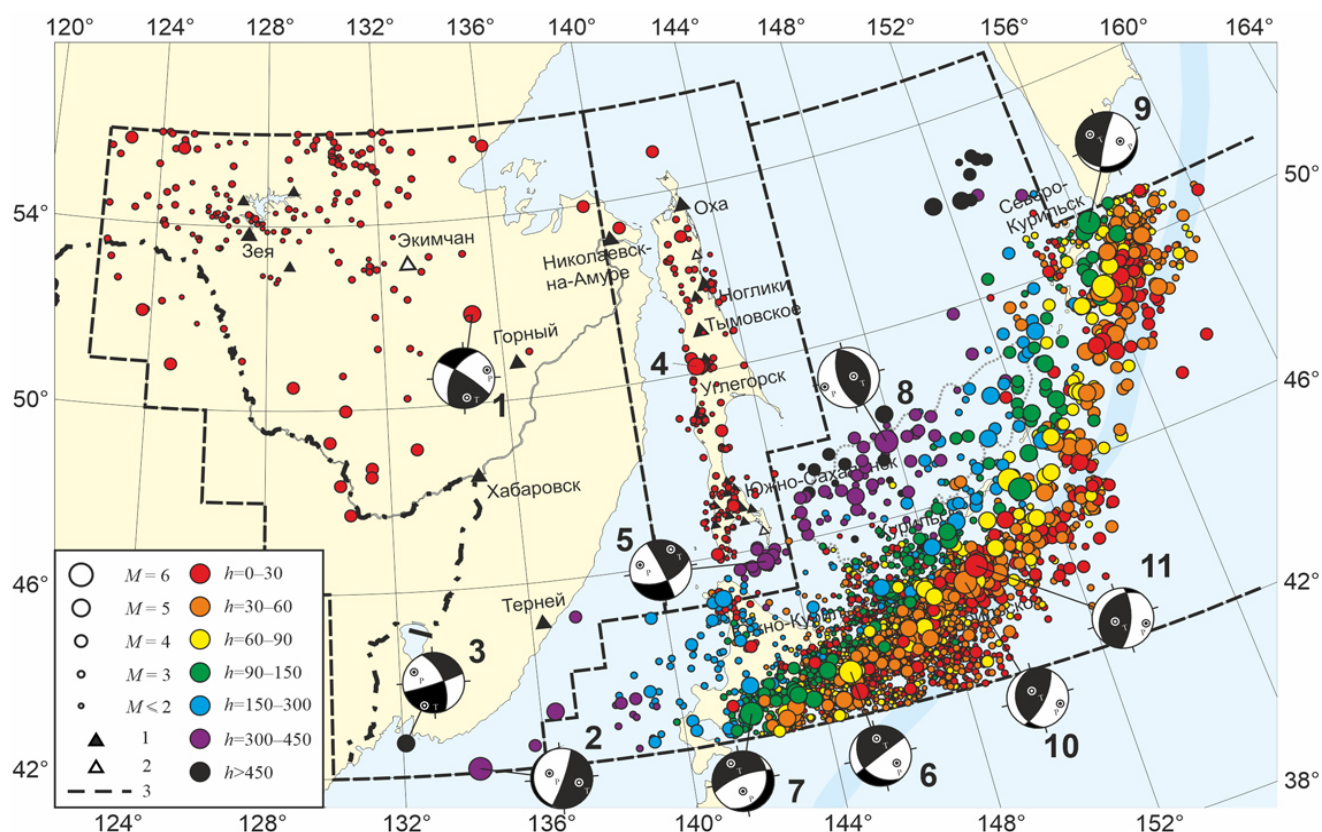 120° 124° 128° 132° 136° 140° 144° 148° 152° 156° 160° 164°
9
50°
Северо-
Курильск
Оха
54°
Экимчан
Зея
Николаевск-
на-Амуре
Ноглики
Тымовское
Горный
4
8
46°
Углегорск
1
50°
Южно-Сахалинск
Хабаровск
Курильск
5
11
42°
46°
Терней
3
2
7
6
10
42°
38°
M = 6 h=0–30
M = 5 h=30–60
M = 4 h=60–90
M = 3 h=90–150
M < 2 h=150–300
1 h=300–450
2 h>450
3
P T
124° 128° 132° 136° 140° 144° 148° 152°